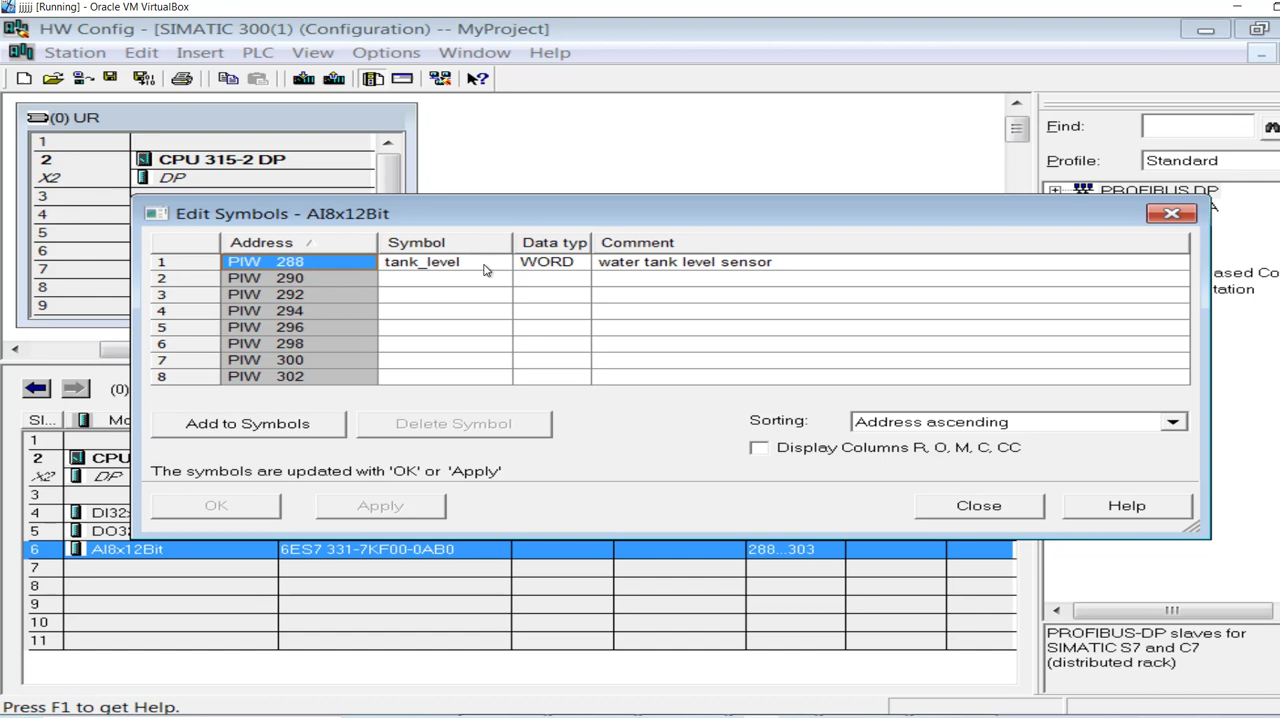 jjjjj [Running] - Oracle VM VirtualBox
HW Config - [SIMATIC 300(1) (Configuration) -- MyProject]
Station Edit Insert PLC View Options Window Help
(0) UR
1
2 CPU 315-2 DP
X2 DP
3
4
5
6
7
8
9
Find:
Profile: Standard
PROFIBUS DP
ased Co
tation
Edit Symbols - AI8x12Bit
Address Symbol Data typ Comment
1 PIW 288 tank_level WORD water tank level sensor
2 PIW 290
3 PIW 292
4 PIW 294
5 PIW 296
6 PIW 298
7 PIW 300
8 PIW 302
Add to Symbols Delete Symbol
Sorting: Address ascending
Display Columns R, O, M, C, CC
The symbols are updated with 'OK' or 'Apply'
OK Apply Close Help
(0)
Sl... Mo
1
2 CPU
X2 DP
3
4 DI32
5 DO32
6 AI8x12Bit 6ES7 331-7KF00-0AB0 288...303
7
8
9
10
11
PROFIBUS-DP slaves for
SIMATIC S7 and C7
(distributed rack)
Press F1 to get Help.